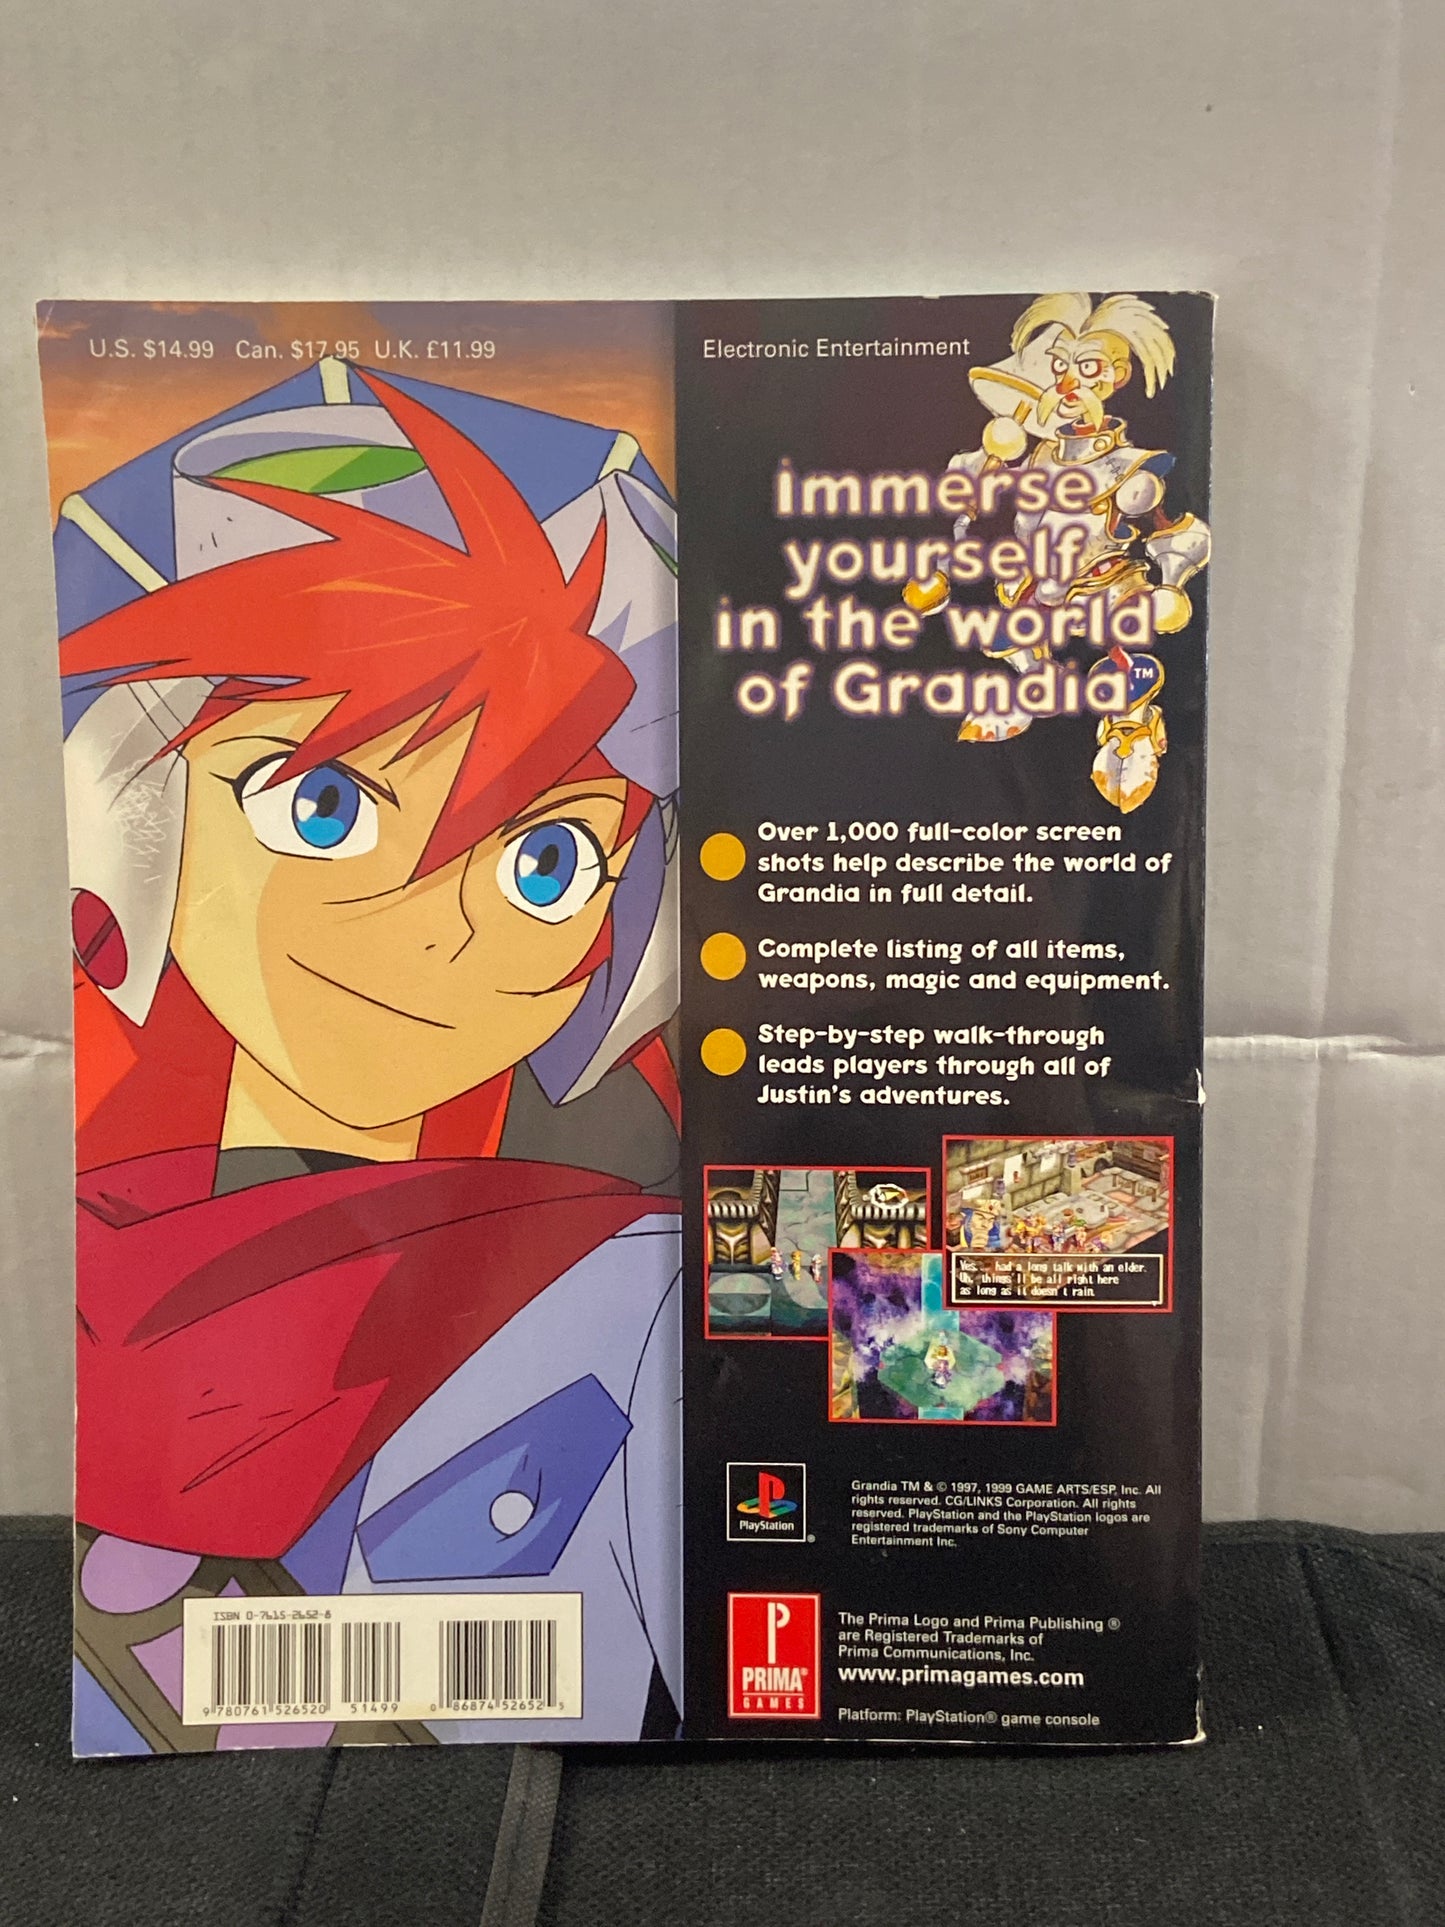 U.S. $14.99 Can. $17.95 U.K. £11.99
Electronic Entertainment
immerse
yourself
in the world
of Grandia™
Over 1,000 full-color screen
shots help describe the world of
Grandia in full detail.
Complete listing of all items,
weapons, magic and equipment.
Step-by-step walk-through
leads players through all of
Justin's adventures.
Yes... had a long talk with an elder.
Uh, things'll be all right here
as long as it doesn't rain.
PlayStation ®
Grandia TM & © 1997, 1999 GAME ARTS/ESP, Inc. All
rights reserved. CG/LINKS Corporation. All rights
reserved. PlayStation and the PlayStation logos are
registered trademarks of Sony Computer
Entertainment Inc.
ISBN 0-7615-2652-8
9 780761 526520
51499
0 86874 52652 5
P
PRIMA®
GAMES
The Prima Logo and Prima Publishing ®
are Registered Trademarks of
Prima Communications, Inc.
www.primagames.com
Platform: PlayStation® game console